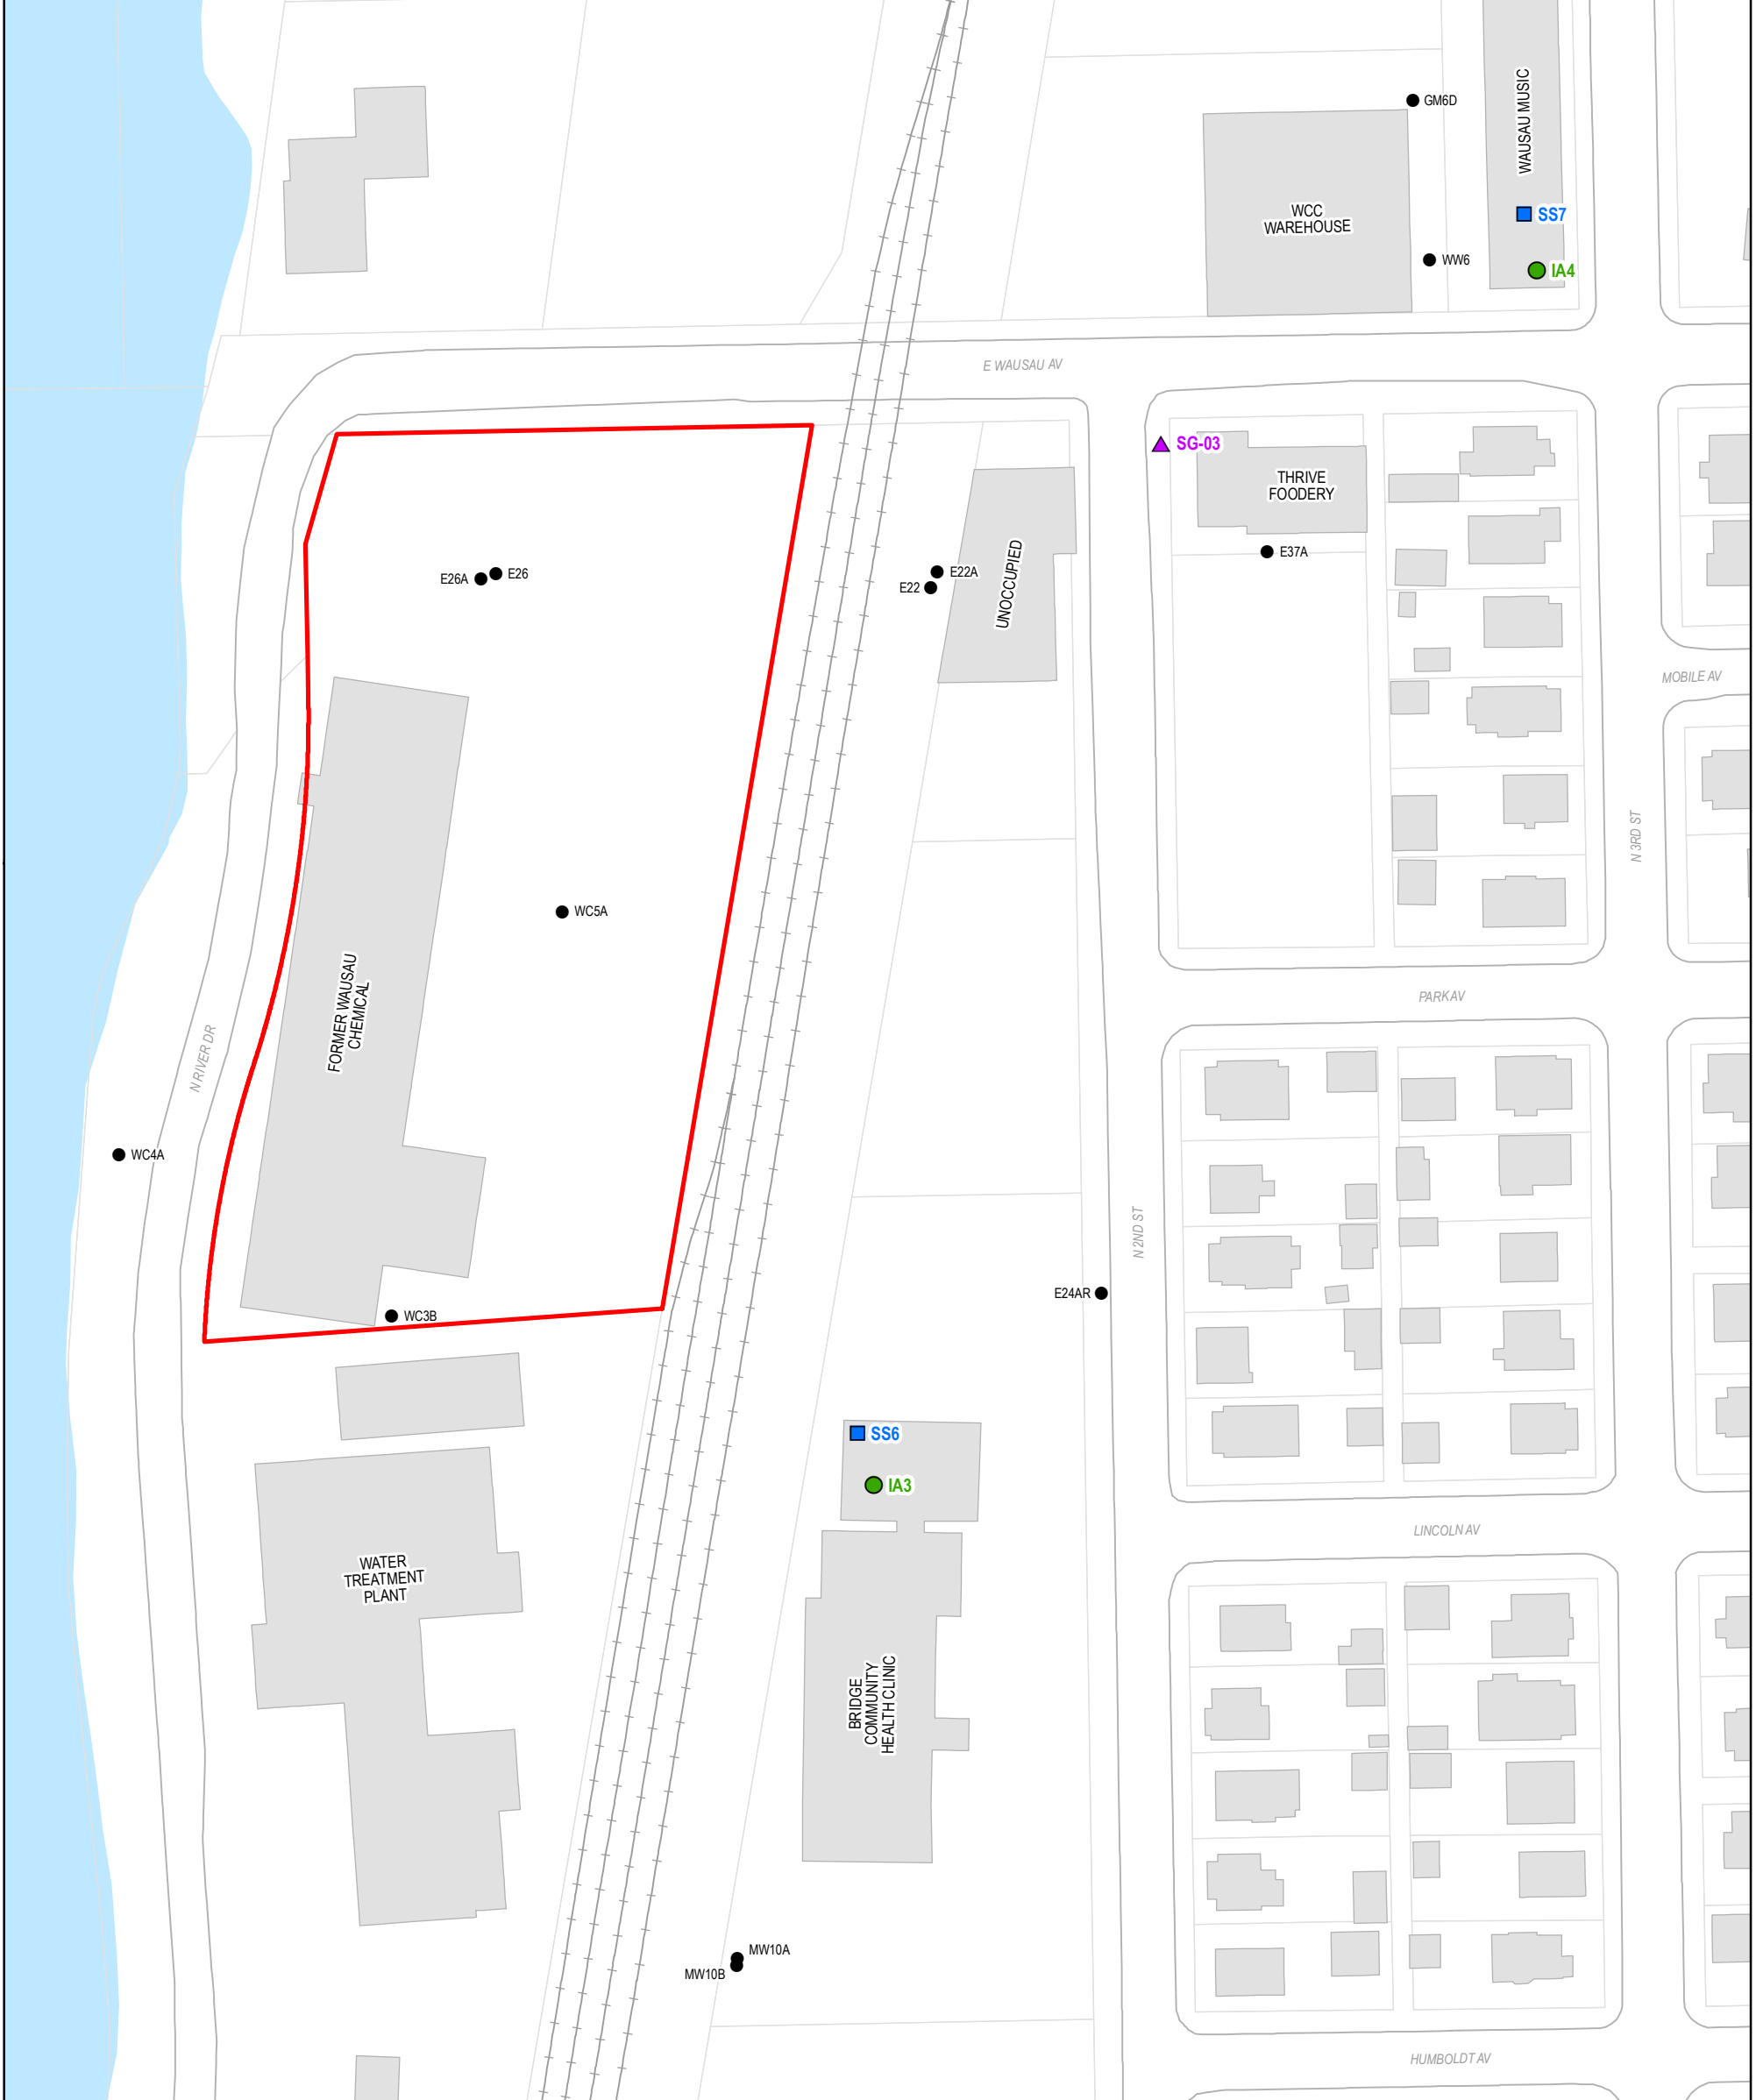 GM6D
WAUSAU MUSIC
WCC
WAREHOUSE
SS7
WW6
IA4
E WAUSAU AV
SG-03
THRIVE
FOODERY
E37A
E26A
E26
E22A
E22
UNOCCUPIED
MOBILE AV
N 3RD ST
WC5A
FORMER WAUSAU
CHEMICAL
PARK AV
N RIVER DR
WC4A
N 2ND ST
E24AR
WC3B
SS6
IA3
LINCOLN AV
WATER
TREATMENT
PLANT
BRIDGE
COMMUNITY
HEALTH CLINIC
MW10A
MW10B
HUMBOLDT AV